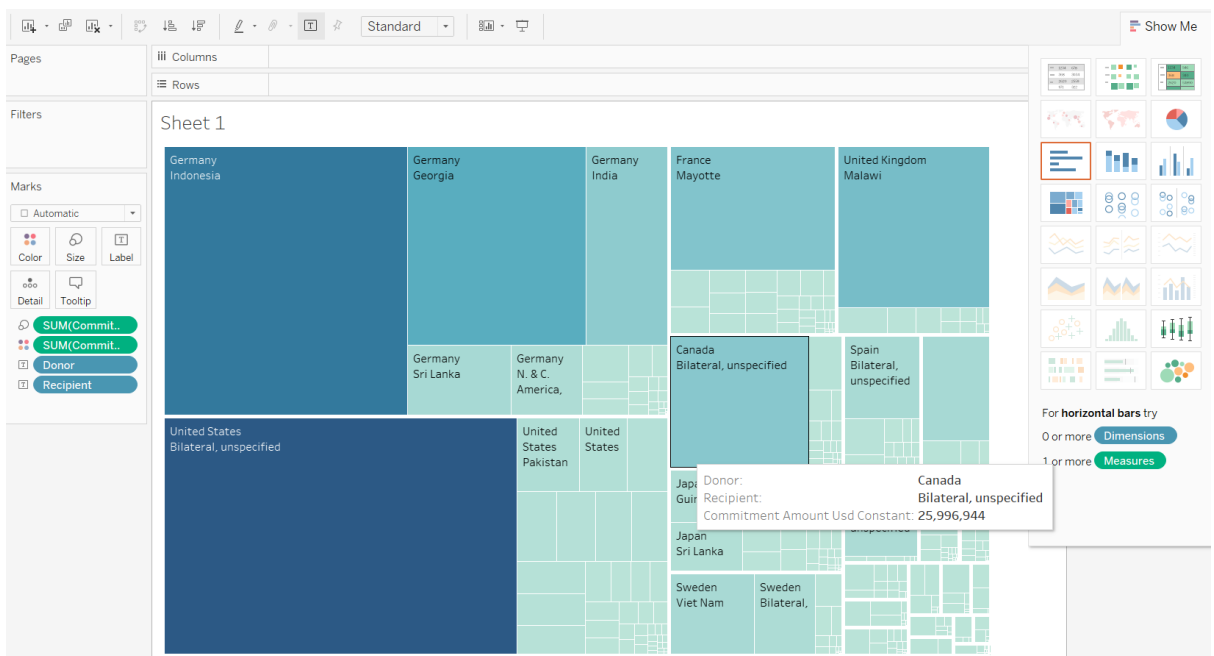 Standard
Show Me
Pages
Columns
Rows
Filters
Sheet 1
Marks
Automatic
Color
Size
Label
Detail
Tooltip
SUM(Commit..
SUM(Commit..
Donor
Recipient
Germany
Indonesia
Germany
Georgia
Germany
India
France
Mayotte
United Kingdom
Malawi
Germany
Sri Lanka
Germany
N. & C.
America,
Canada
Bilateral, unspecified
Spain
Bilateral,
unspecified
United States
Bilateral, unspecified
United
States
Pakistan
United
States
Donor:
Canada
Recipient:
Bilateral, unspecified
Commitment Amount Usd Constant:
25,996,944
Japan
Sri Lanka
Sweden
Viet Nam
Sweden
Bilateral,
For horizontal bars try
0 or more Dimensions
1 or more Measures